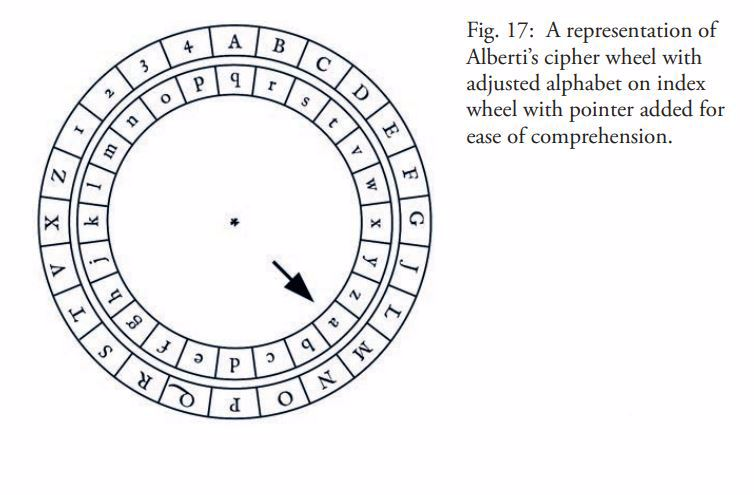 A B C D E F G J L M N O P Q R S T V X Z 1 2 3 4
q r s t v w x y z a b c d e f g h j k l m n o p
Fig. 17: A representation of
Alberti's cipher wheel with
adjusted alphabet on index
wheel with pointer added for
ease of comprehension.